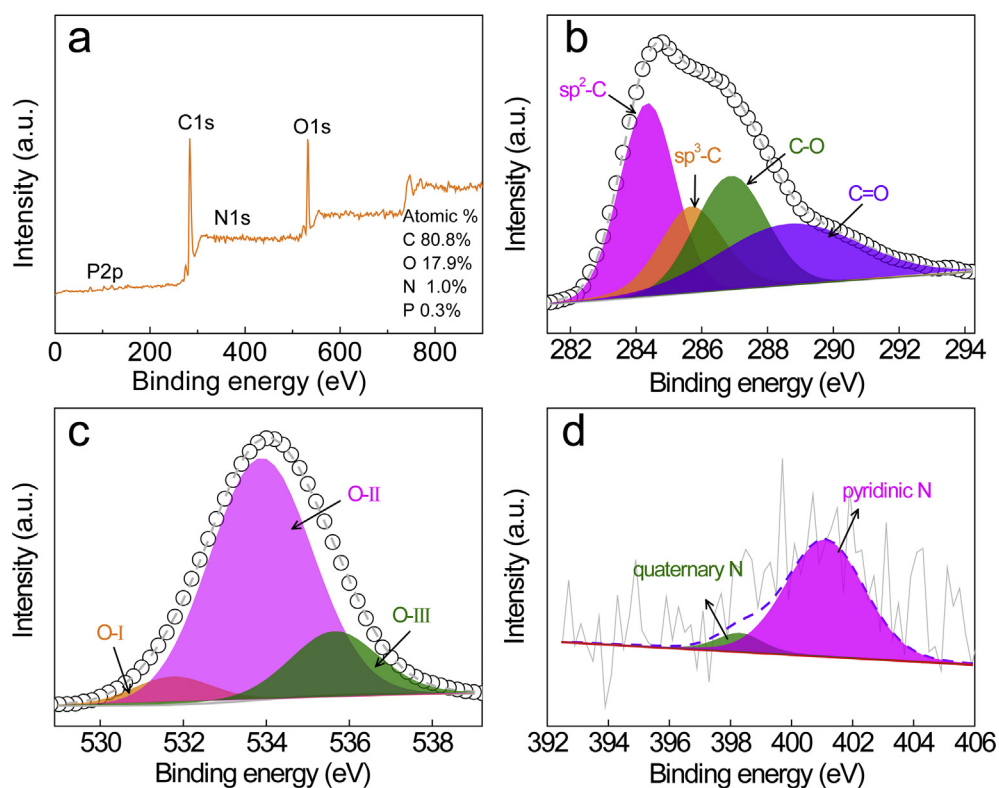 a
C1s
O1s
N1s
P2p
Atomic %
C 80.8%
O 17.9%
N 1.0%
P 0.3%
0 200 400 600 800
Binding energy (eV)
Intensity (a.u.)
b
sp²-C
sp³-C
C-O
C=O
282 284 286 288 290 292 294
Binding energy (eV)
Intensity (a.u.)
c
O-II
O-I
O-III
530 532 534 536 538
Binding energy (eV)
Intensity (a.u.)
d
pyridinic N
quaternary N
392 394 396 398 400 402 404 406
Binding energy (eV)
Intensity (a.u.)